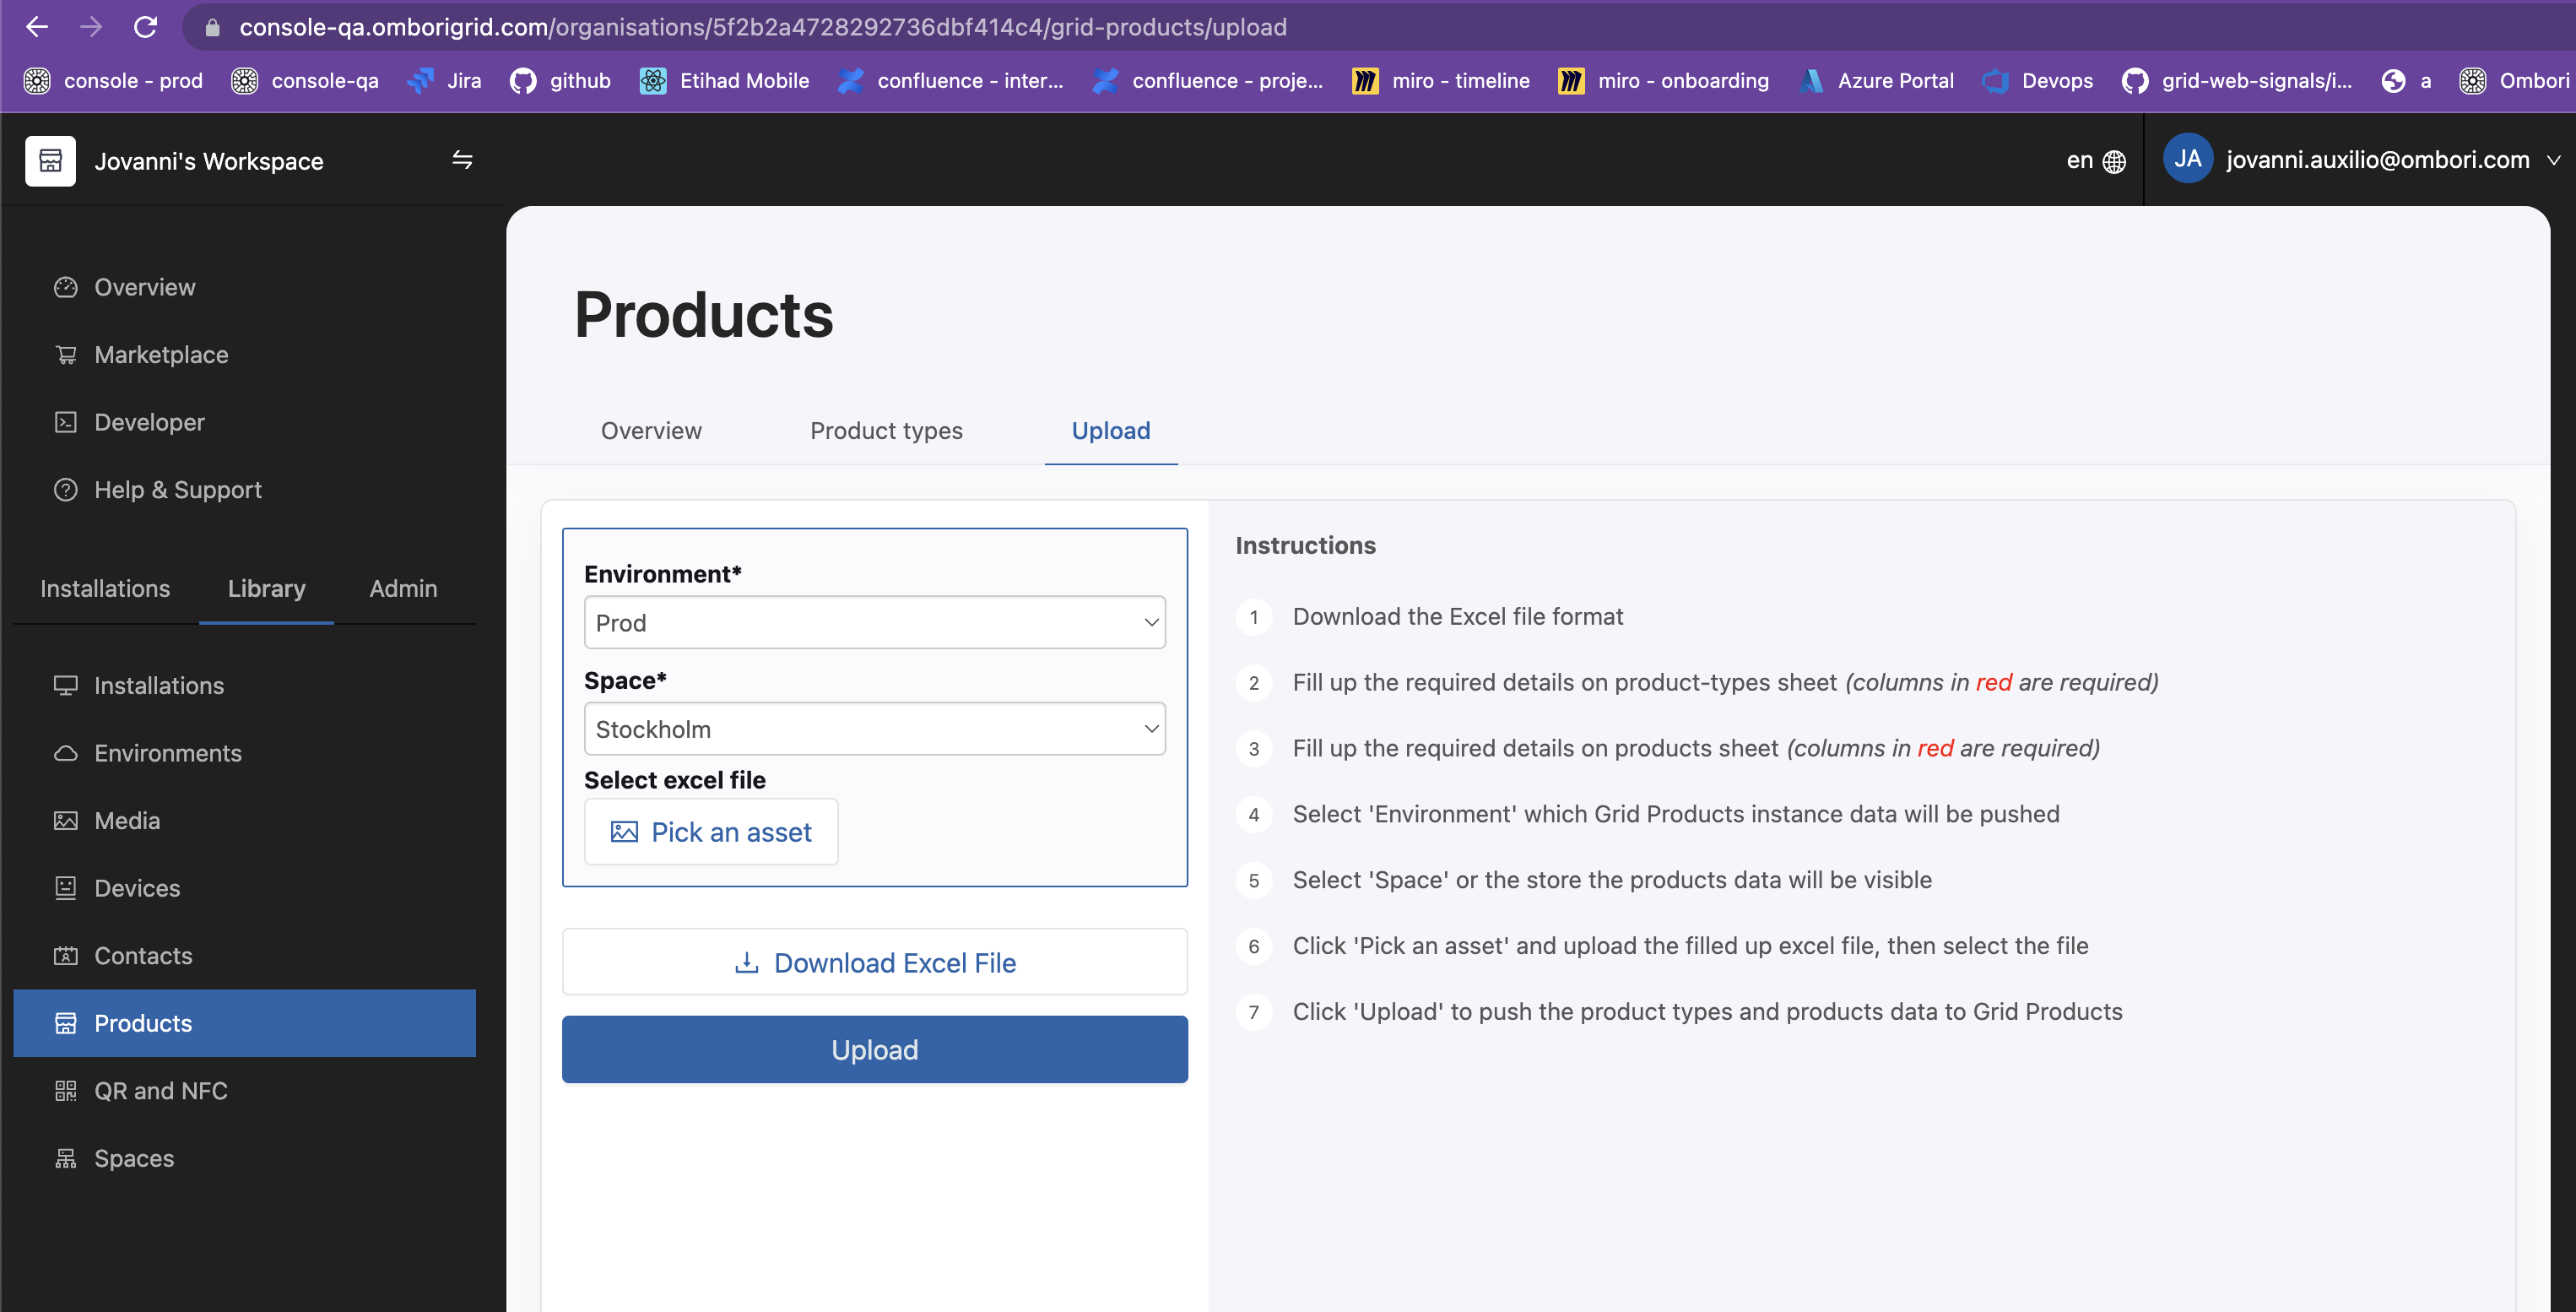 console-qa.omborigrid.com/organisations/5f2b2a4728292736dbf414c4/grid-products/upload
console - prod console-qa Jira github Etihad Mobile confluence - inter... confluence - proje... miro - timeline miro - onboarding Azure Portal Devops grid-web-signals/i... a Ombori
Jovanni's Workspace
en JA jovanni.auxilio@ombori.com
Overview
Marketplace
Developer
Help & Support
Installations Library Admin
Installations
Environments
Media
Devices
Contacts
Products
QR and NFC
Spaces
Products
Overview Product types Upload
Environment*
Prod
Space*
Stockholm
Select excel file
Pick an asset
Download Excel File
Upload
Instructions
1 Download the Excel file format
2 Fill up the required details on product-types sheet (columns in red are required)
3 Fill up the required details on products sheet (columns in red are required)
4 Select 'Environment' which Grid Products instance data will be pushed
5 Select 'Space' or the store the products data will be visible
6 Click 'Pick an asset' and upload the filled up excel file, then select the file
7 Click 'Upload' to push the product types and products data to Grid Products